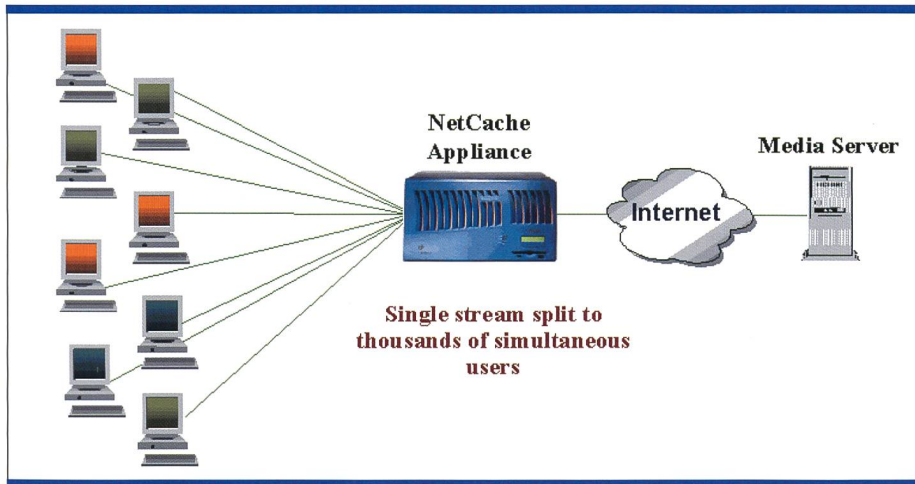 NetCache
Appliance
Media Server
Internet
Single stream split to
thousands of simultaneous
users